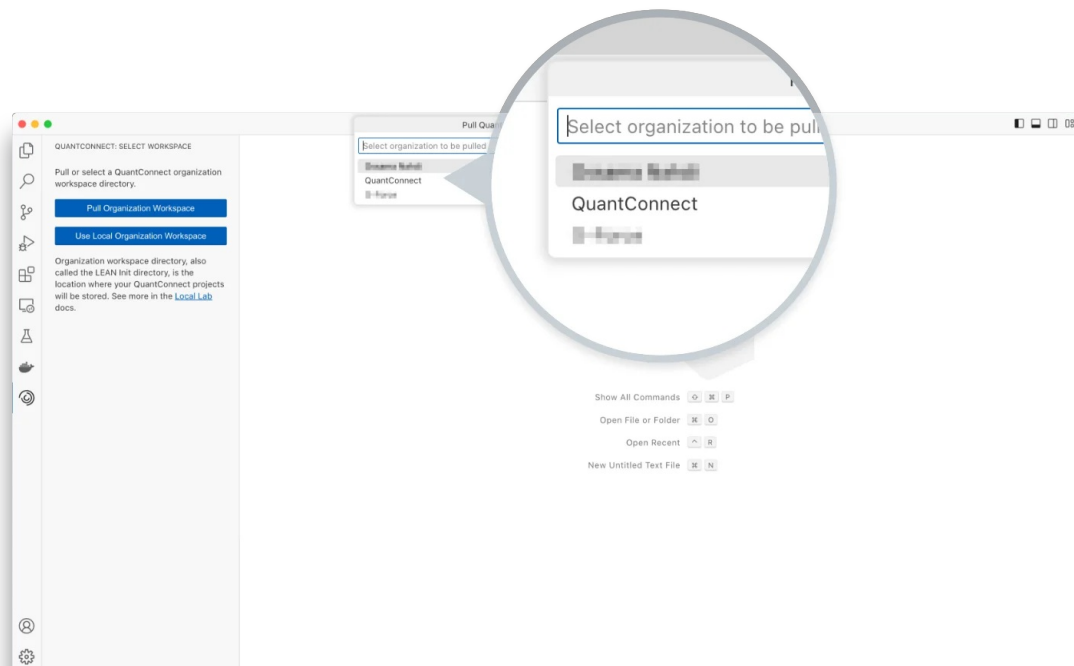 QUANTCONNECT: SELECT WORKSPACE
Pull or select a QuantConnect organization
workspace directory.
Pull Organization Workspace
Use Local Organization Workspace
Organization workspace directory, also
called the LEAN Init directory, is the
location where your QuantConnect projects
will be stored. See more in the Local Lab
docs.
Pull Quan
Select organization to be pulled
QuantConnect
Select organization to be pull
QuantConnect
Show All Commands ⇧ ⌘ P
Open File or Folder ⌘ O
Open Recent ^ R
New Untitled Text File ⌘ N